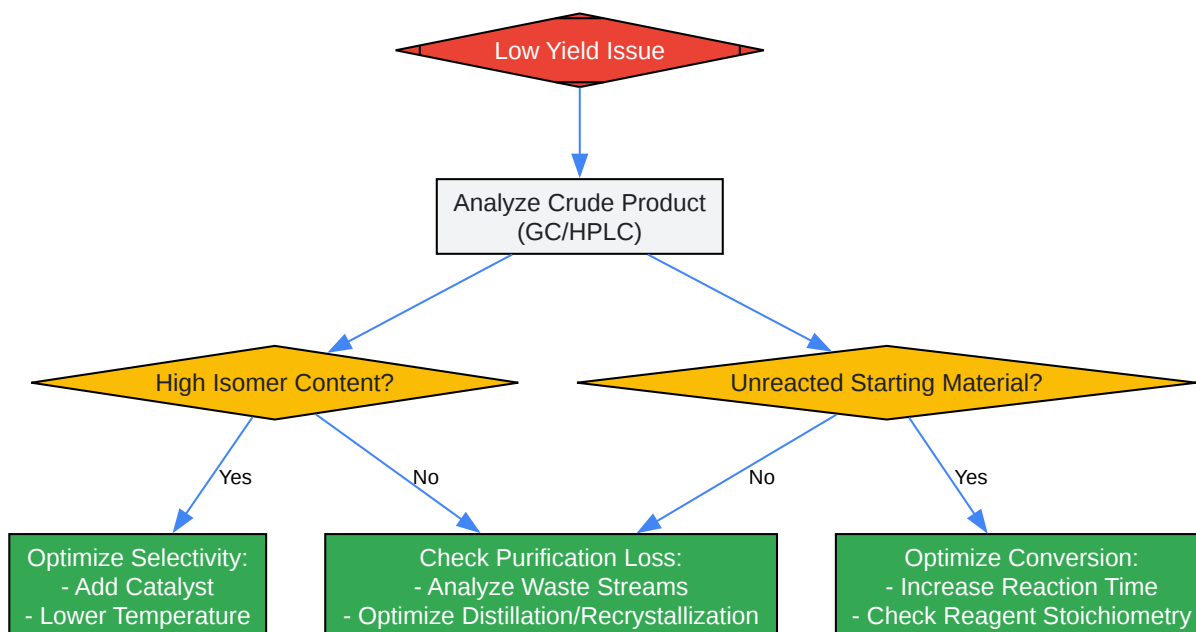 Low Yield Issue
Analyze Crude Product
(GC/HPLC)
High Isomer Content?
Unreacted Starting Material?
Yes
No
No
Yes
Optimize Selectivity:
- Add Catalyst
- Lower Temperature
Check Purification Loss:
- Analyze Waste Streams
- Optimize Distillation/Recrystallization
Optimize Conversion:
- Increase Reaction Time
- Check Reagent Stoichiometry